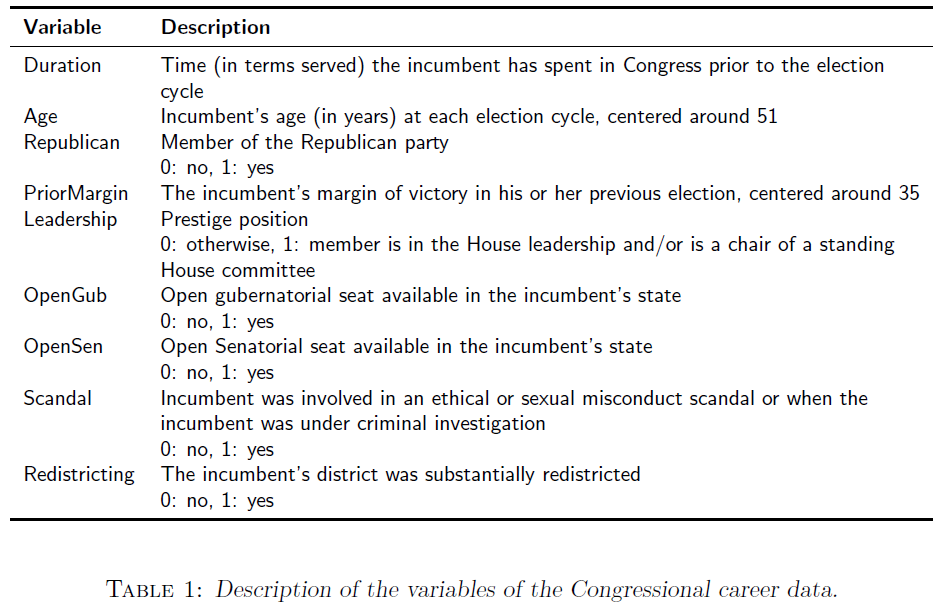 Variable Description
Duration Time (in terms served) the incumbent has spent in Congress prior to the election
cycle
Age Incumbent's age (in years) at each election cycle, centered around 51
Republican Member of the Republican party
0: no, 1: yes
PriorMargin The incumbent's margin of victory in his or her previous election, centered around 35
Leadership Prestige position
0: otherwise, 1: member is in the House leadership and/or is a chair of a standing
House committee
OpenGub Open gubernatorial seat available in the incumbent's state
0: no, 1: yes
OpenSen Open Senatorial seat available in the incumbent's state
0: no, 1: yes
Scandal Incumbent was involved in an ethical or sexual misconduct scandal or when the
incumbent was under criminal investigation
0: no, 1: yes
Redistricting The incumbent's district was substantially redistricted
0: no, 1: yes
TABLE 1: Description of the variables of the Congressional career data.